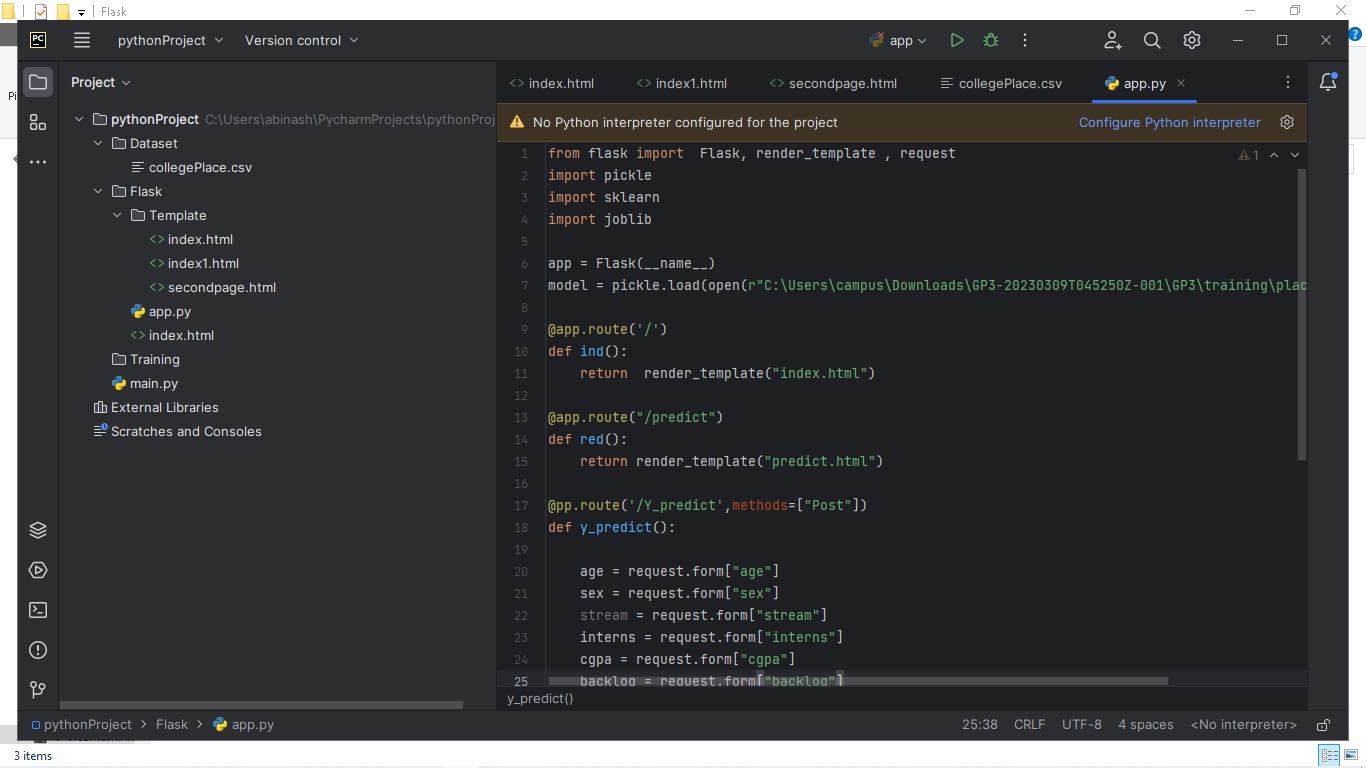 Flask
PC
pythonProject
Version control
app
Pi
Project
index.html
index1.html
secondpage.html
collegePlace.csv
app.py
pythonProject C:\Users\abinash\PycharmProjects\pythonProj
Dataset
collegePlace.csv
Flask
Template
index.html
index1.html
secondpage.html
app.py
index.html
Training
main.py
External Libraries
Scratches and Consoles
No Python interpreter configured for the project
Configure Python interpreter
1 from flask import  Flask, render_template , request
1
2 import pickle
3 import sklearn
4 import joblib
5
6 app = Flask(__name__)
7 model = pickle.load(open(r"C:\Users\campus\Downloads\GP3-20230309T045250Z-001\GP3\training\plac
8
9 @app.route('/')
10 def ind():
11     return  render_template("index.html")
12
13 @app.route("/predict")
14 def red():
15     return render_template("predict.html")
16
17 @pp.route('/Y_predict',methods=["Post"])
18 def y_predict():
19
20     age = request.form["age"]
21     sex = request.form["sex"]
22     stream = request.form["stream"]
23     interns = request.form["interns"]
24     cgpa = request.form["cgpa"]
25     backlog = request.form["backlog"]
y_predict()
pythonProject > Flask > app.py
25:38
CRLF
UTF-8
4 spaces
<No interpreter>
3 items